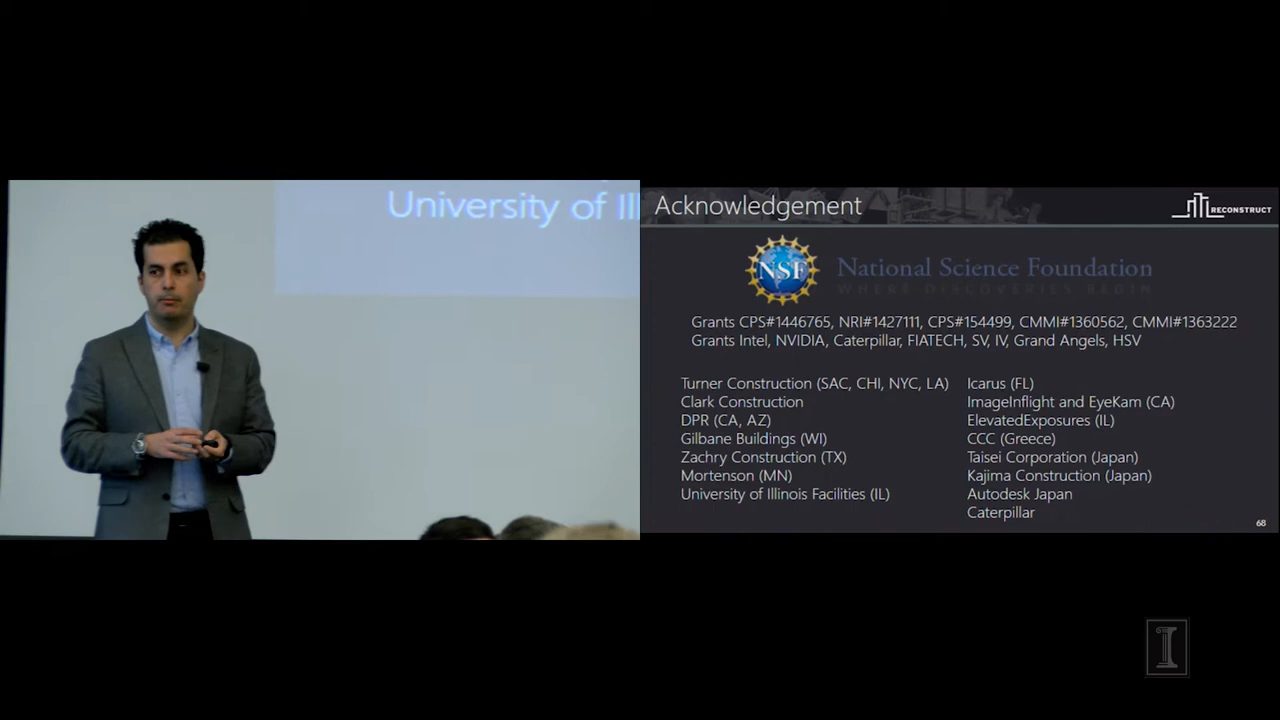 University of Il
Acknowledgement
RECONSTRUCT
NSF
National Science Foundation
WHERE DISCOVERIES BEGIN
Grants CPS#1446765, NRI#1427111, CPS#154499, CMMI#1360562, CMMI#1363222
Grants Intel, NVIDIA, Caterpillar, FIATECH, SV, IV, Grand Angels, HSV
Turner Construction (SAC, CHI, NYC, LA)
Clark Construction
DPR (CA, AZ)
Gilbane Buildings (WI)
Zachry Construction (TX)
Mortenson (MN)
University of Illinois Facilities (IL)
Icarus (FL)
ImageInflight and EyeKam (CA)
ElevatedExposures (IL)
CCC (Greece)
Taisei Corporation (Japan)
Kajima Construction (Japan)
Autodesk Japan
Caterpillar
68
I